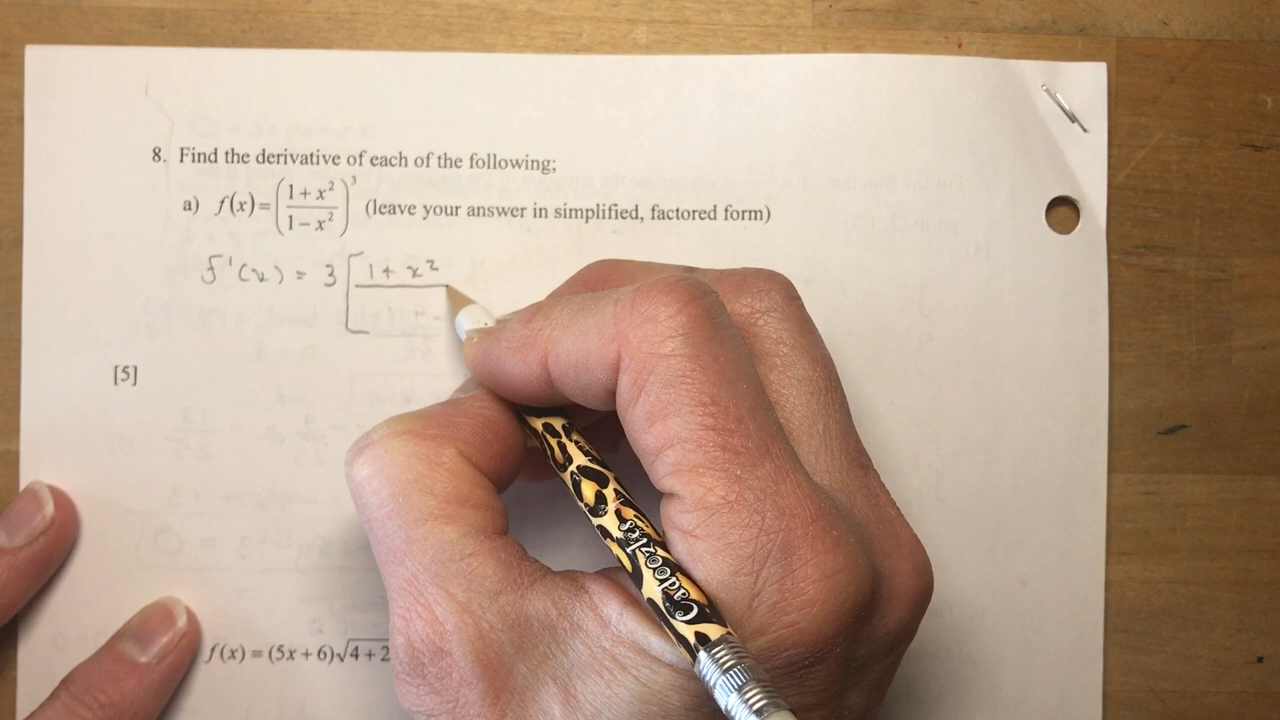 8. Find the derivative of each of the following;
a) f(x) = ((1 + x²)/(1 − x²))³ (leave your answer in simplified, factored form)
f'(x) = 3 [ 1 + x²
[5]
f(x) = (5x + 6)√4 + 2
Cadoozles